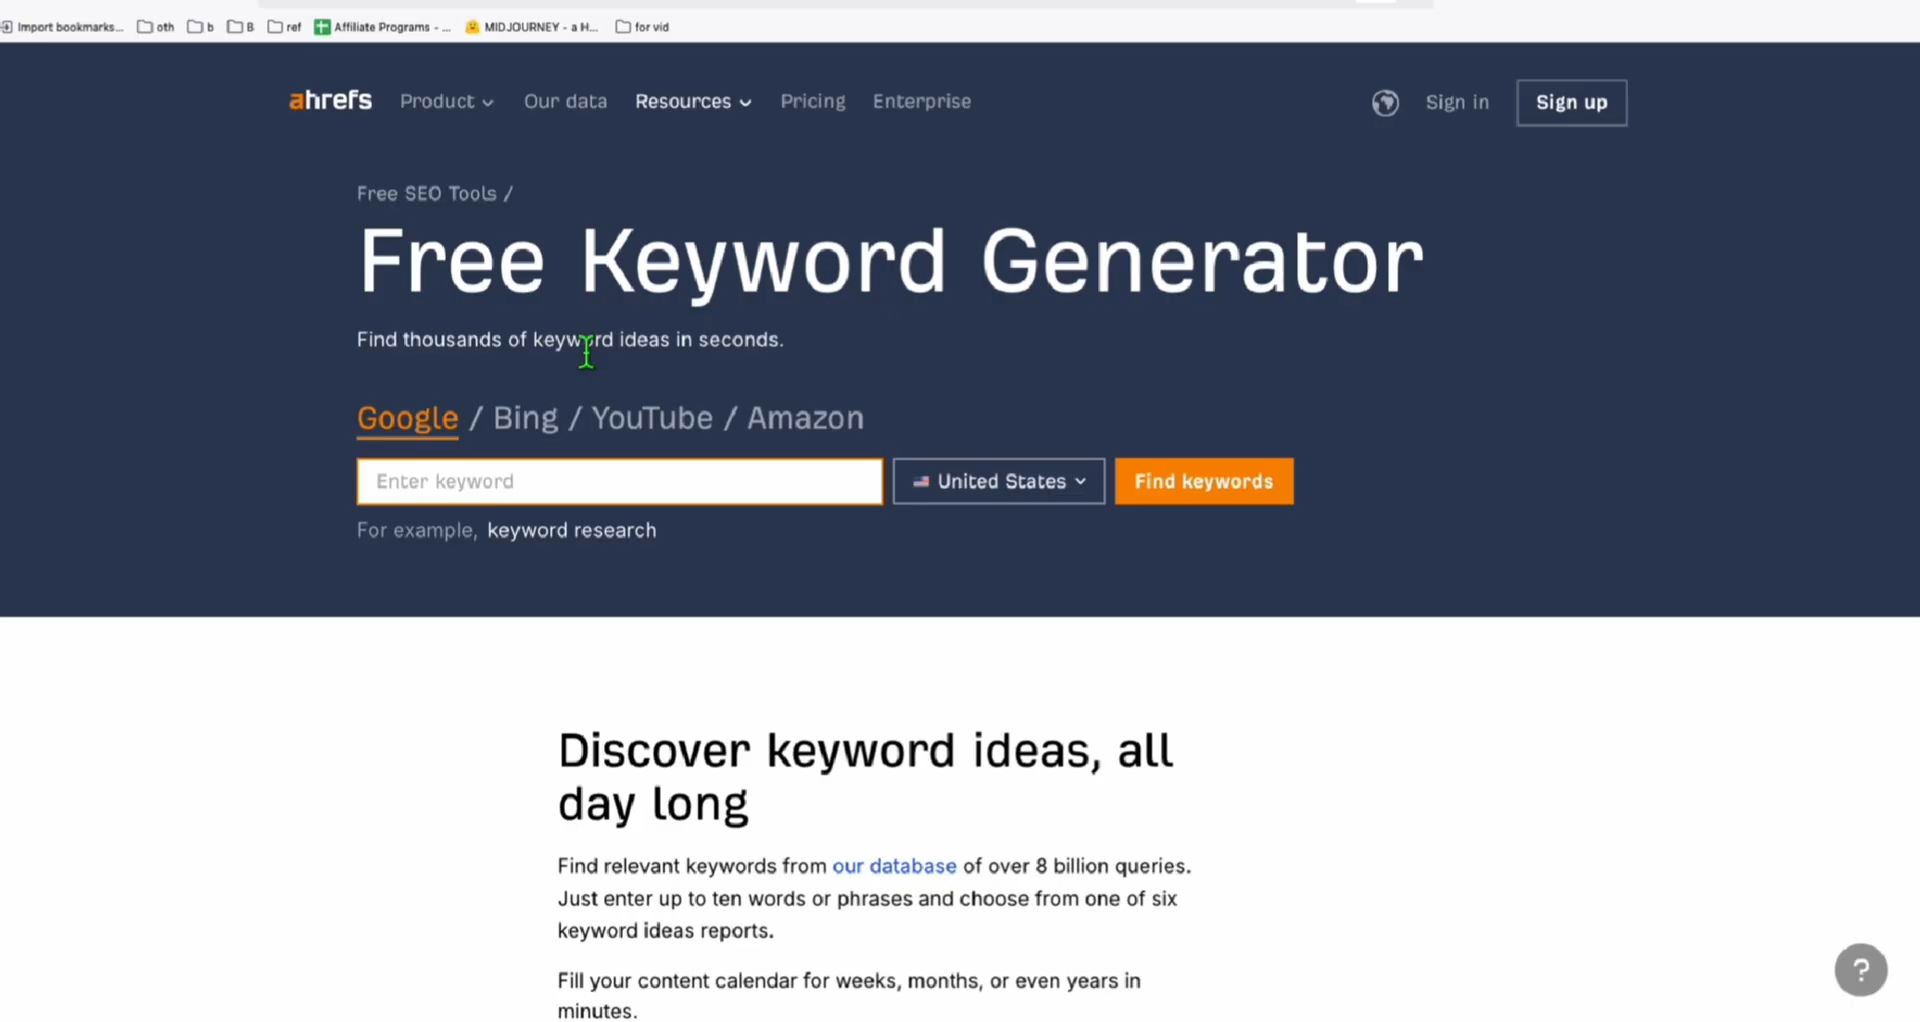 Import bookmarks... oth b B ref Affiliate Programs - ... MIDJOURNEY - a H... for vid
ahrefs Product Our data Resources Pricing Enterprise Sign in Sign up
Free SEO Tools /
Free Keyword Generator
Find thousands of keyword ideas in seconds.
Google / Bing / YouTube / Amazon
Enter keyword United States Find keywords
For example, keyword research
Discover keyword ideas, all
day long
Find relevant keywords from our database of over 8 billion queries.
Just enter up to ten words or phrases and choose from one of six
keyword ideas reports.
Fill your content calendar for weeks, months, or even years in
minutes.
?